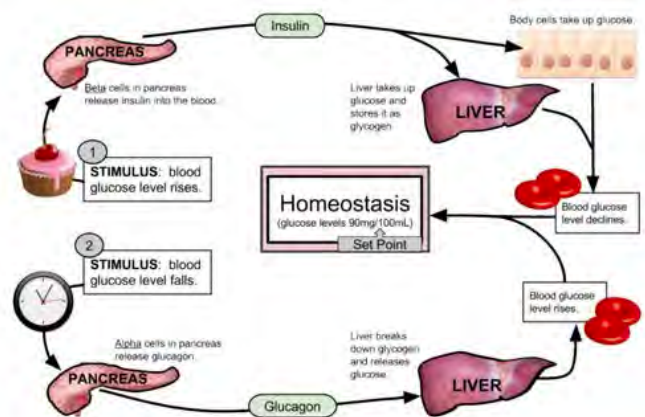 Insulin
Body cells take up glucose.
PANCREAS
Beta cells in pancreas
release insulin into the blood.
Liver takes up
glucose and
stores it as
glycogen.
LIVER
1
STIMULUS: blood
glucose level rises.
Homeostasis
(glucose levels 90mg/100mL)
Set Point
Blood glucose
level declines.
2
STIMULUS: blood
glucose level falls.
Blood glucose
level rises.
Alpha cells in pancreas
release glucagon.
Liver breaks
down glycogen
and releases
glucose.
PANCREAS
LIVER
Glucagon